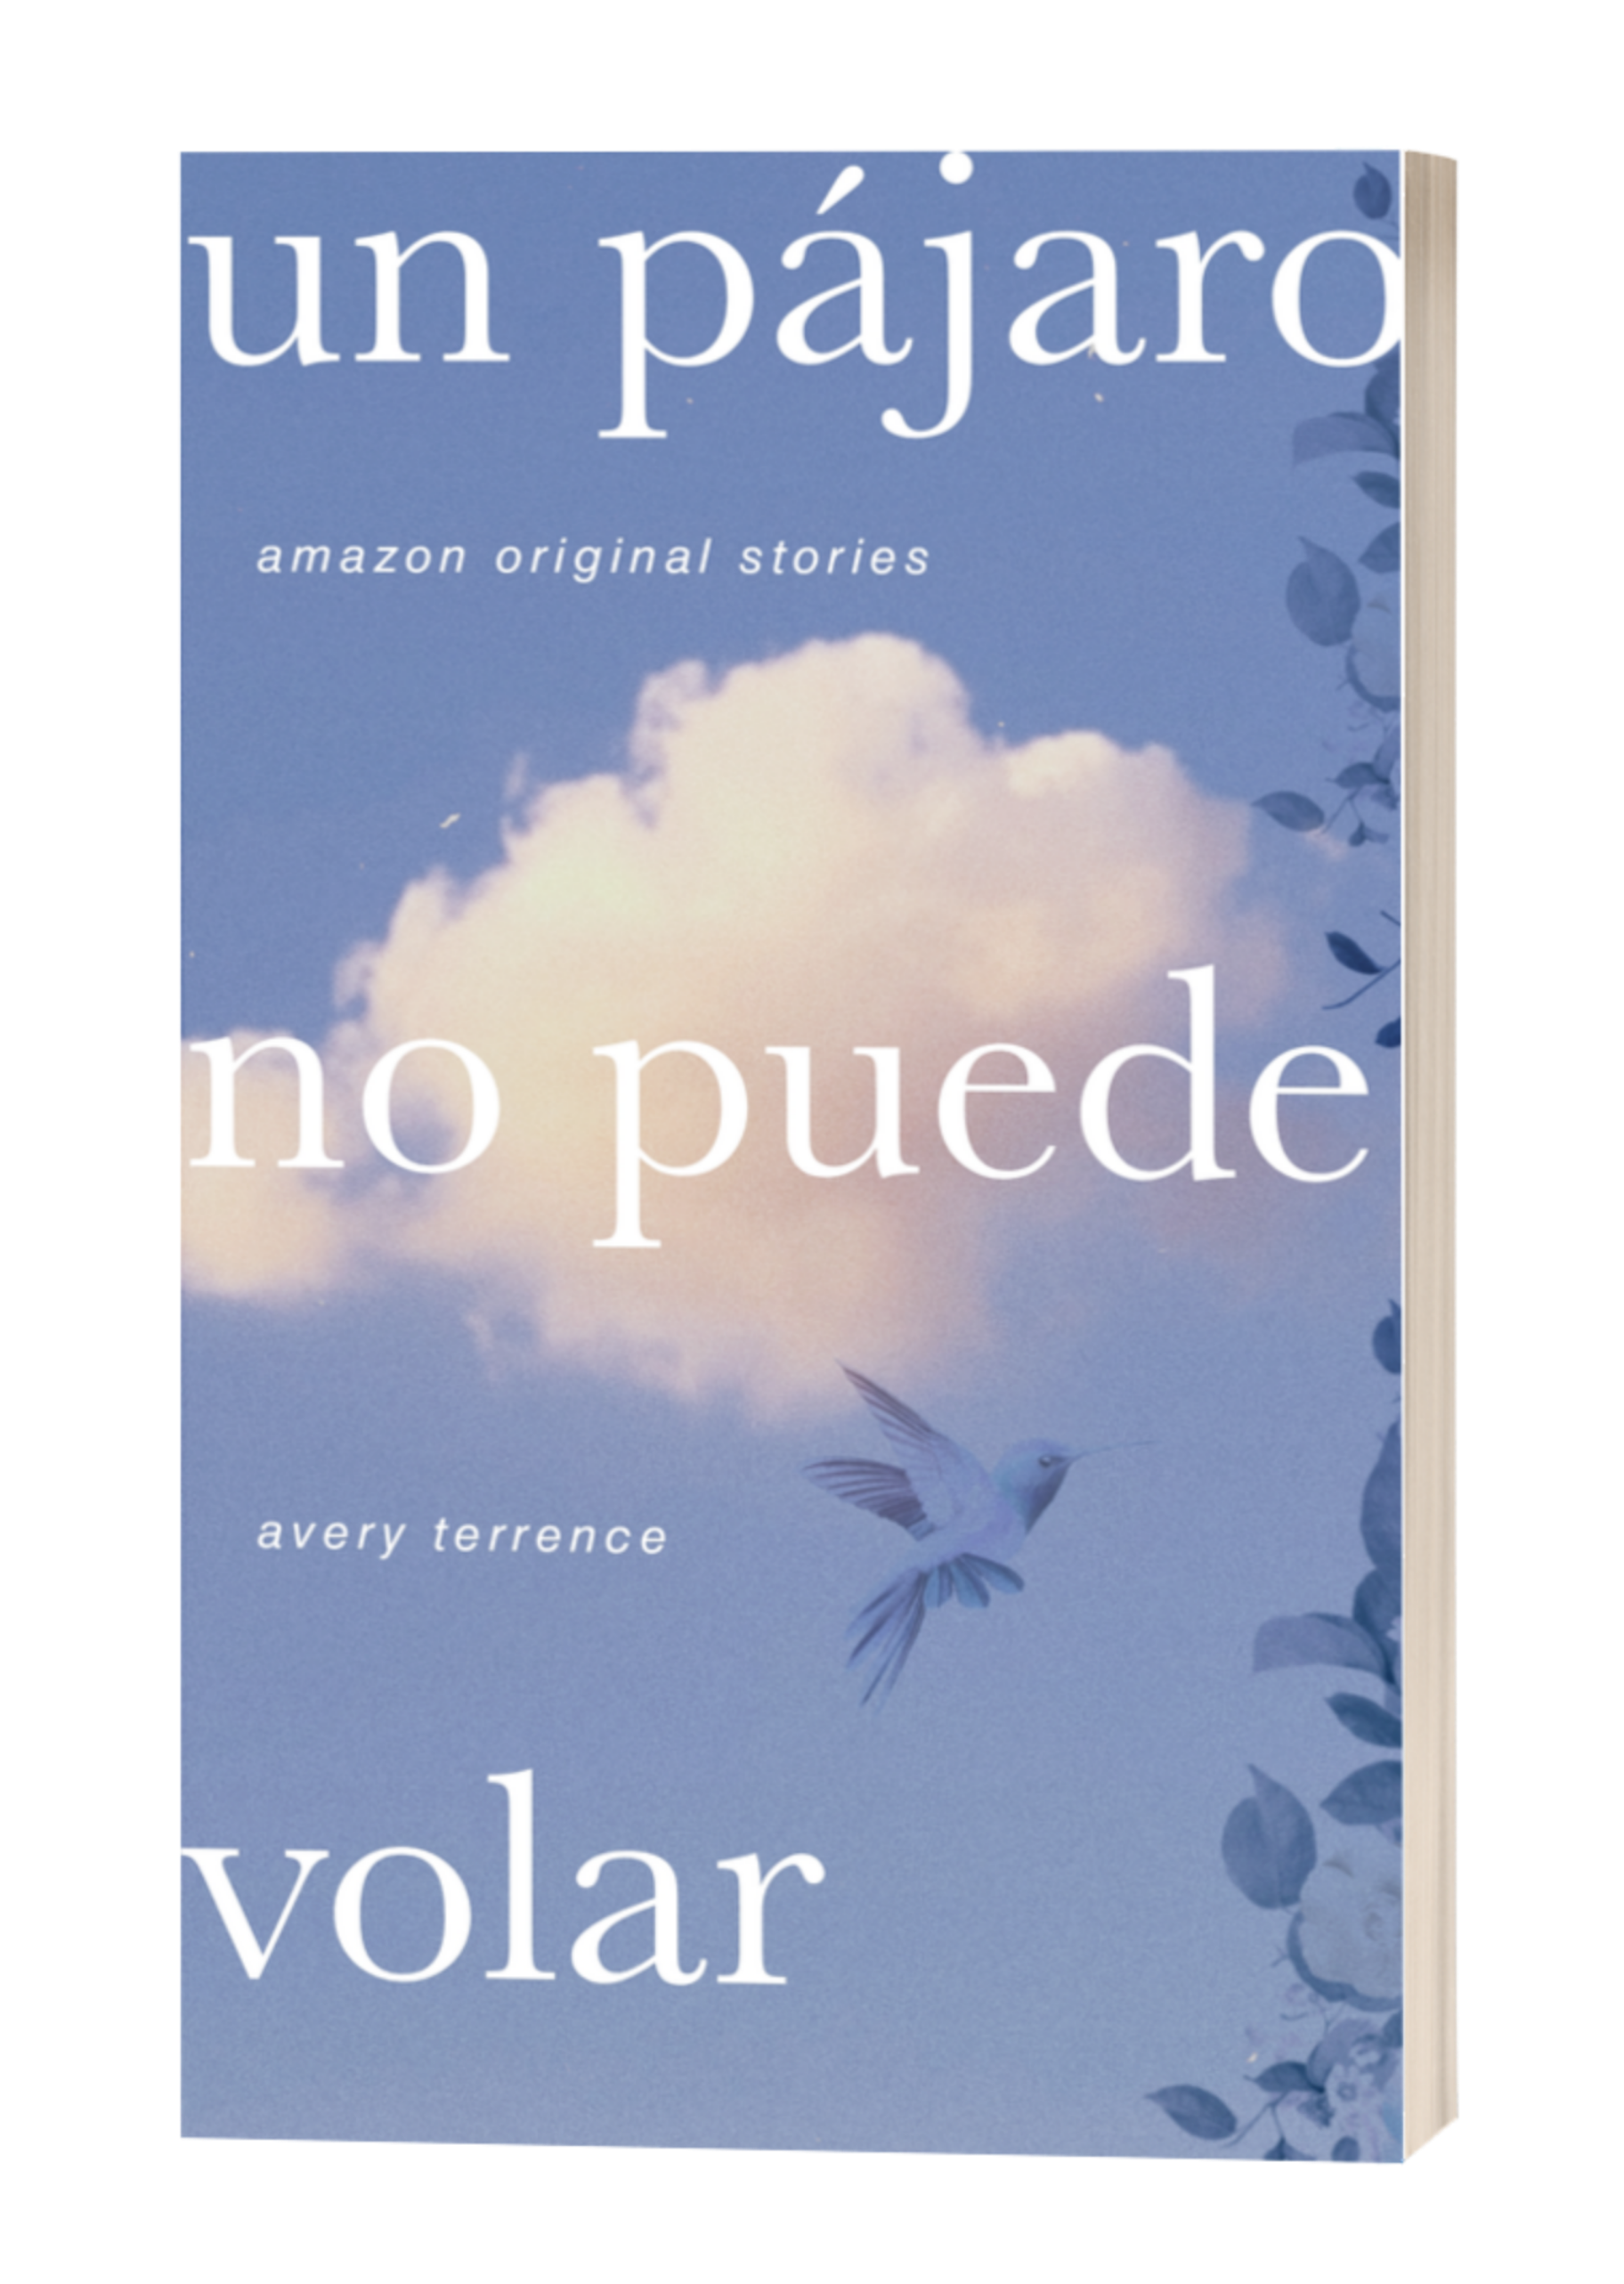 un pájaro
amazon original stories
no puede
avery terrence
volar